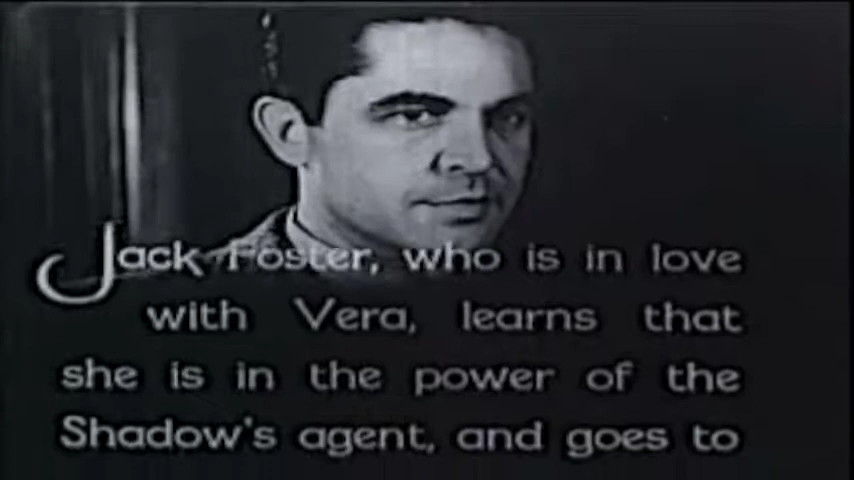 Jack Foster, who is in love
with Vera, learns that
she is in the power of the
Shadow's agent, and goes to